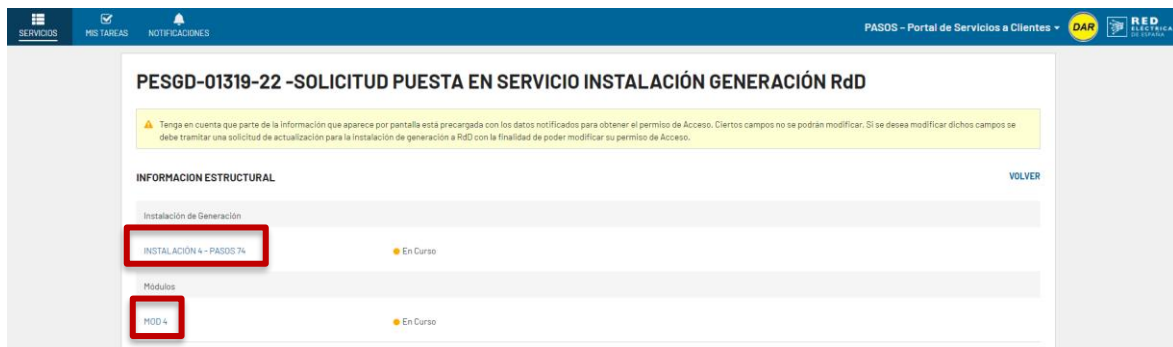 SERVICIOS
MIS TAREAS
NOTIFICACIONES
PASOS - Portal de Servicios a Clientes
DAR
RED
ELÉCTRICA
DE ESPAÑA
PESGD-01319-22 -SOLICITUD PUESTA EN SERVICIO INSTALACIÓN GENERACIÓN RdD
Tenga en cuenta que parte de la información que aparece por pantalla está precargada con los datos notificados para obtener el permiso de Acceso. Ciertos campos no se podrán modificar. Si se desea modificar dichos campos se
debe tramitar una solicitud de actualización para la instalación de generación a RdD con la finalidad de poder modificar su permiso de Acceso.
INFORMACION ESTRUCTURAL
VOLVER
Instalación de Generación
INSTALACIÓN 4 - PASOS 74
En Curso
Módulos
MOD 4
En Curso